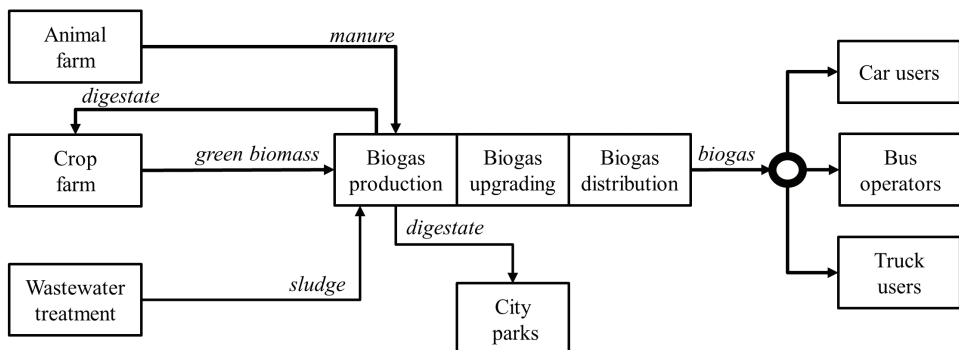 Animal
farm
manure
Car users
digestate
Crop
farm
green biomass
Biogas
production
Biogas
upgrading
Biogas
distribution
biogas
Bus
operators
digestate
Wastewater
treatment
sludge
City
parks
Truck
users